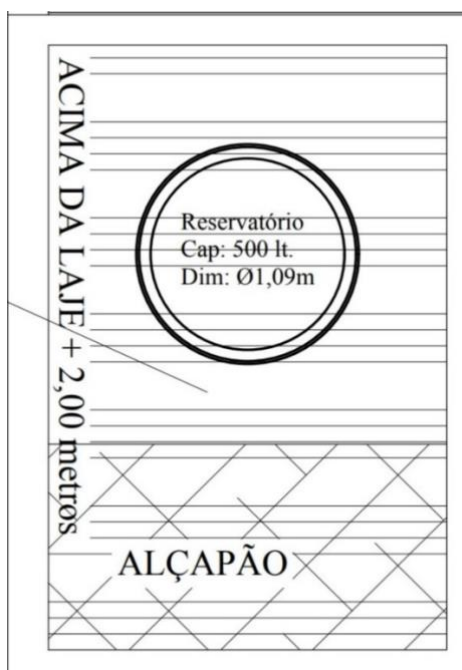 ACIMA DA LAJE + 2,00 metros
Reservatório
Cap: 500 lt.
Dim: Ø1,09m
ALÇAPÃO